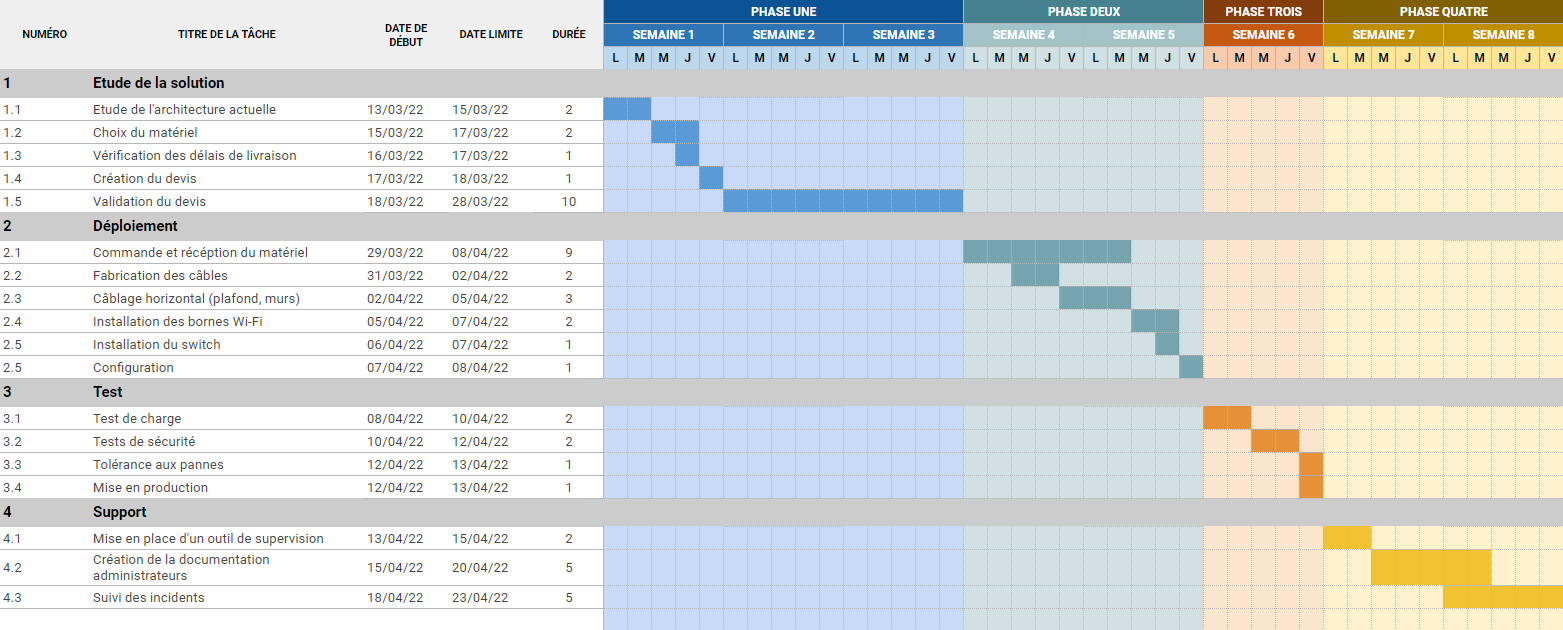 PHASE UNE PHASE DEUX PHASE TROIS PHASE QUATRE
NUMÉRO TITRE DE LA TÂCHE DATE DE DÉBUT DATE LIMITE DURÉE SEMAINE 1 SEMAINE 2 SEMAINE 3 SEMAINE 4 SEMAINE 5 SEMAINE 6 SEMAINE 7 SEMAINE 8
L M M J V L M M J V L M M J V L M M J V L M M J V L M M J V L M M J V L M M J V
1 Etude de la solution
1.1 Etude de l'architecture actuelle 13/03/22 15/03/22 2
1.2 Choix du matériel 15/03/22 17/03/22 2
1.3 Vérification des délais de livraison 16/03/22 17/03/22 1
1.4 Création du devis 17/03/22 18/03/22 1
1.5 Validation du devis 18/03/22 28/03/22 10
2 Déploiement
2.1 Commande et récéption du matériel 29/03/22 08/04/22 9
2.2 Fabrication des câbles 31/03/22 02/04/22 2
2.3 Câblage horizontal (plafond, murs) 02/04/22 05/04/22 3
2.4 Installation des bornes Wi-Fi 05/04/22 07/04/22 2
2.5 Installation du switch 06/04/22 07/04/22 1
2.5 Configuration 07/04/22 08/04/22 1
3 Test
3.1 Test de charge 08/04/22 10/04/22 2
3.2 Tests de sécurité 10/04/22 12/04/22 2
3.3 Tolérance aux pannes 12/04/22 13/04/22 1
3.4 Mise en production 12/04/22 13/04/22 1
4 Support
4.1 Mise en place d'un outil de supervision 13/04/22 15/04/22 2
4.2 Création de la documentation administrateurs 15/04/22 20/04/22 5
4.3 Suivi des incidents 18/04/22 23/04/22 5